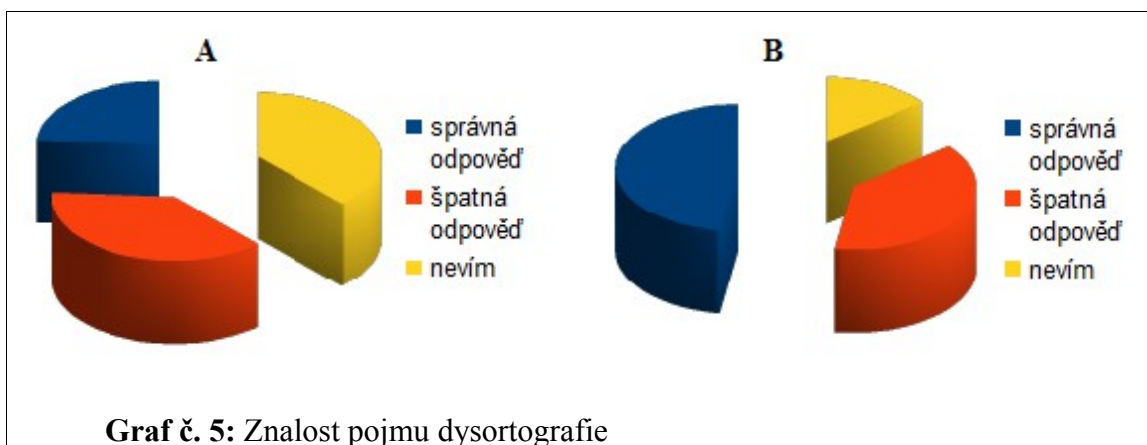 A
správná
odpověď
špatná
odpověď
nevím
B
správná
odpověď
špatná
odpověď
nevím
Graf č. 5: Znalost pojmu dysortografie